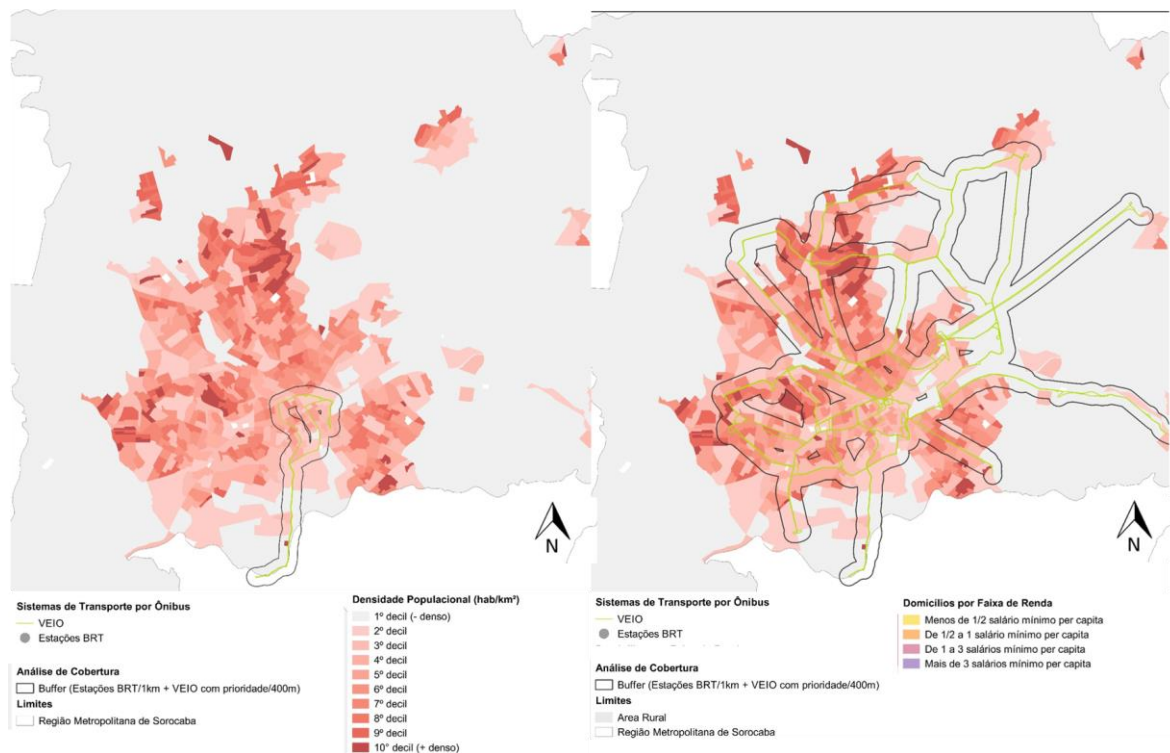 N
N
Sistemas de Transporte por Ônibus
VEIO
Estações BRT
Análise de Cobertura
Buffer (Estações BRT/1km + VEIO com prioridade/400m)
Limites
Região Metropolitana de Sorocaba
Densidade Populacional (hab/km²)
1º decil (- denso)
2º decil
3º decil
4º decil
5º decil
6º decil
7º decil
8º decil
9º decil
10° decil (+ denso)
Sistemas de Transporte por Ônibus
VEIO
Estações BRT
Análise de Cobertura
Buffer (Estações BRT/1km + VEIO com prioridade/400m)
Limites
Area Rural
Região Metropolitana de Sorocaba
Domicílios por Faixa de Renda
Menos de 1/2 salário mínimo per capita
De 1/2 a 1 salário mínimo per capita
De 1 a 3 salários mínimo per capita
Mais de 3 salários mínimo per capita